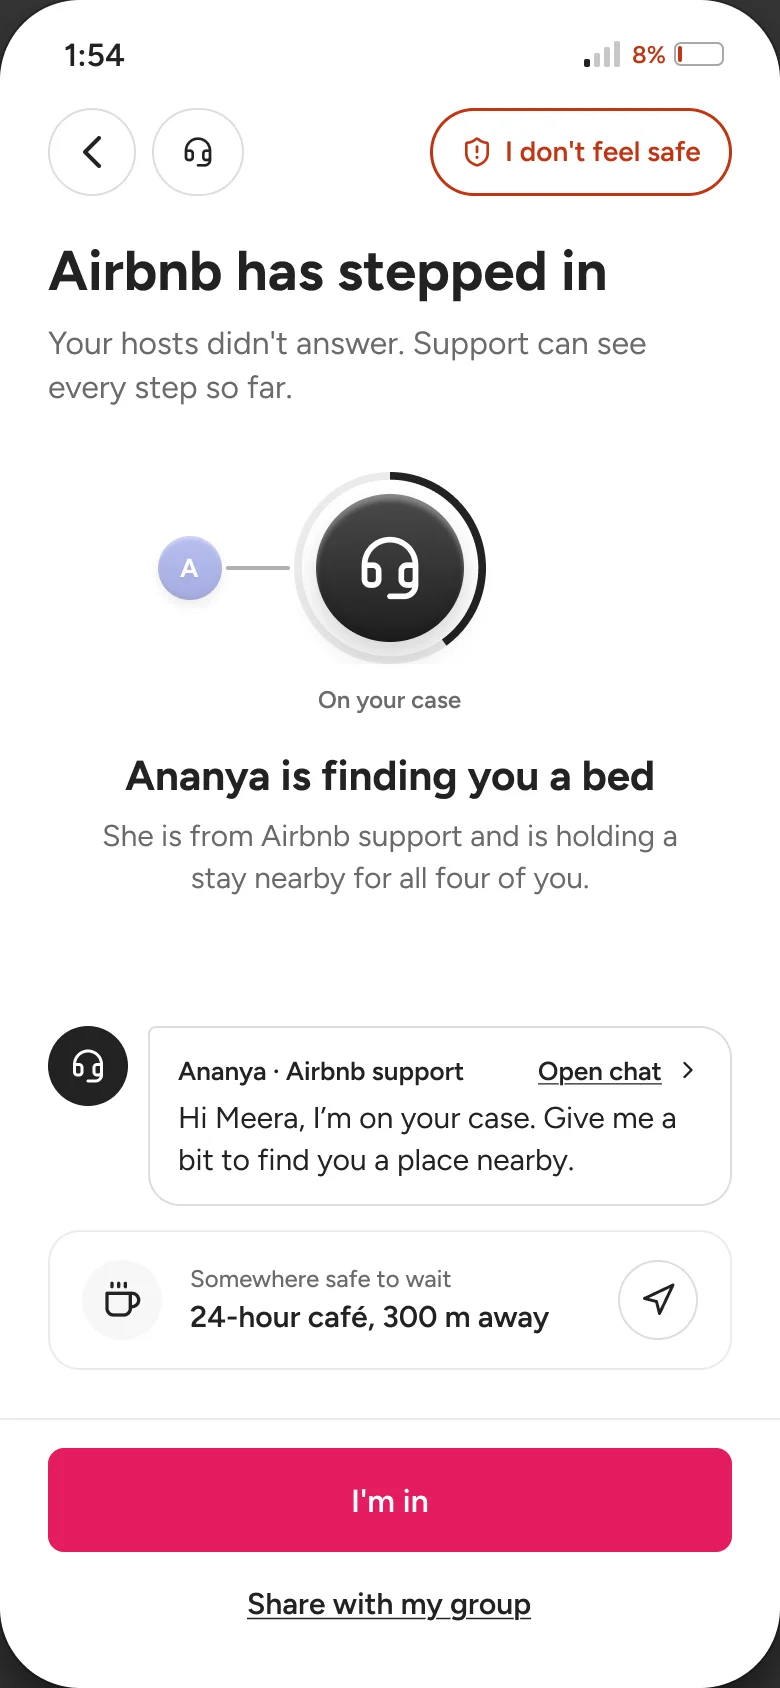 1:54
8%
I don't feel safe
Airbnb has stepped in
Your hosts didn't answer. Support can see
every step so far.
A
On your case
Ananya is finding you a bed
She is from Airbnb support and is holding a
stay nearby for all four of you.
Ananya · Airbnb support
Open chat
Hi Meera, I’m on your case. Give me a
bit to find you a place nearby.
Somewhere safe to wait
24-hour café, 300 m away
I'm in
Share with my group